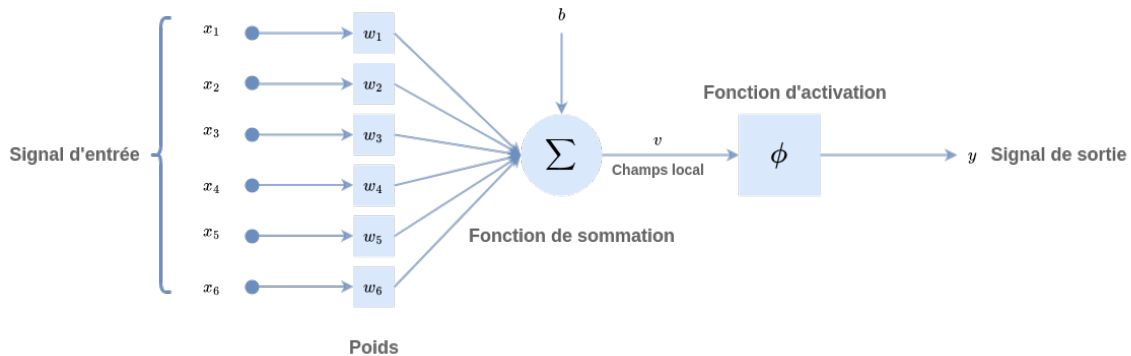 b
x₁
w₁
x₂
w₂
Fonction d'activation
x₃
w₃
Signal d'entrée
∑
v
Champs local
ϕ
y
Signal de sortie
x₄
w₄
x₅
w₅
Fonction de sommation
x₆
w₆
Poids